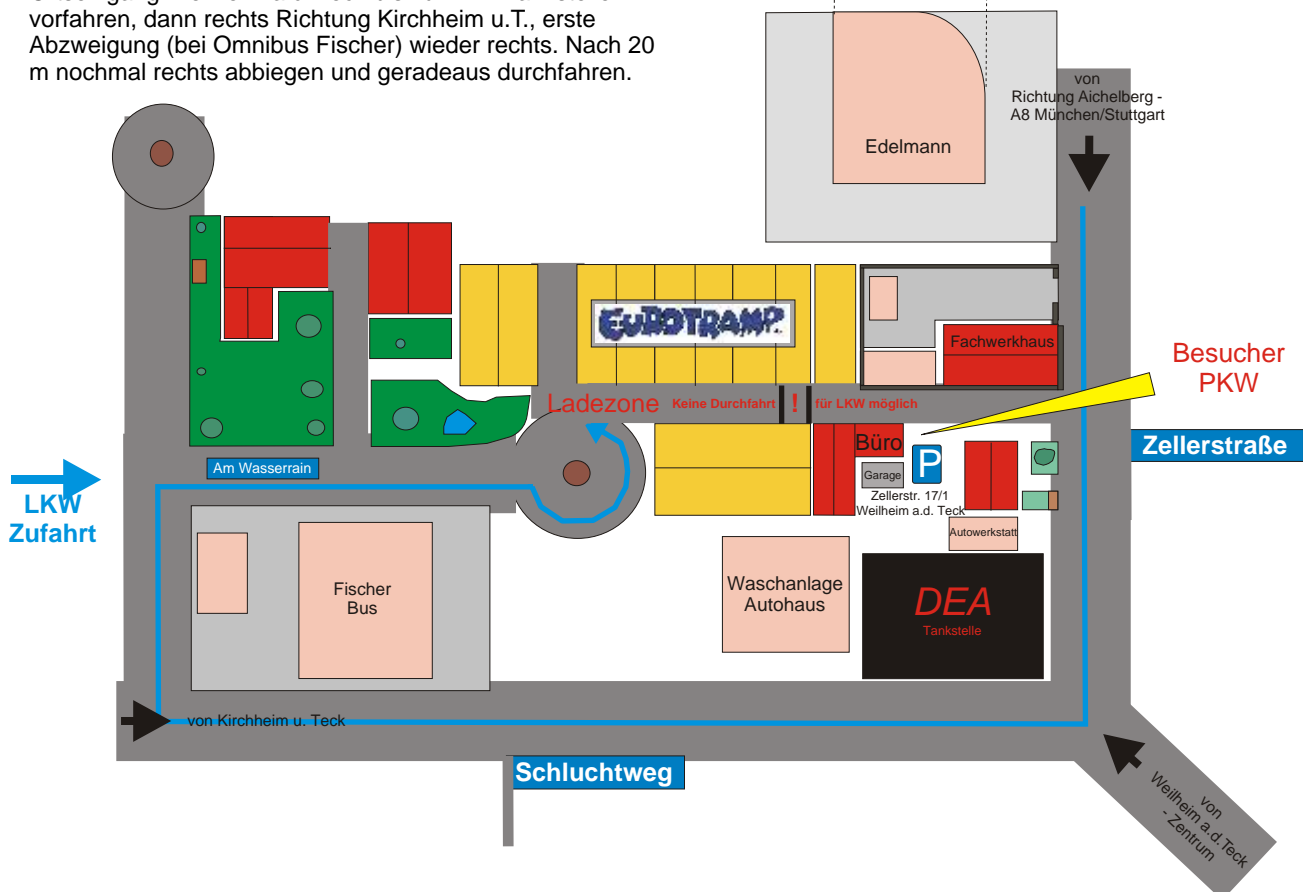 vorfahren, dann rechts Richtung Kirchheim u.T., erste
Abzweigung (bei Omnibus Fischer) wieder rechts. Nach 20
m nochmal rechts abbiegen und geradeaus durchfahren.
von
Richtung Aichelberg -
A8 München/Stuttgart
Edelmann
EUROTRAMP
Fachwerkhaus
Besucher
PKW
Ladezone Keine Durchfahrt ! für LKW möglich
Büro
P
Garage
Zellerstraße
Am Wasserrain
LKW
Zufahrt
Zellerstr. 17/1
Weilheim a.d. Teck
Autowerkstatt
Fischer
Bus
Waschanlage
Autohaus
DEA
Tankstelle
von Kirchheim u. Teck
Schluchtweg
von
Weilheim a.d.Teck
- Zentrum